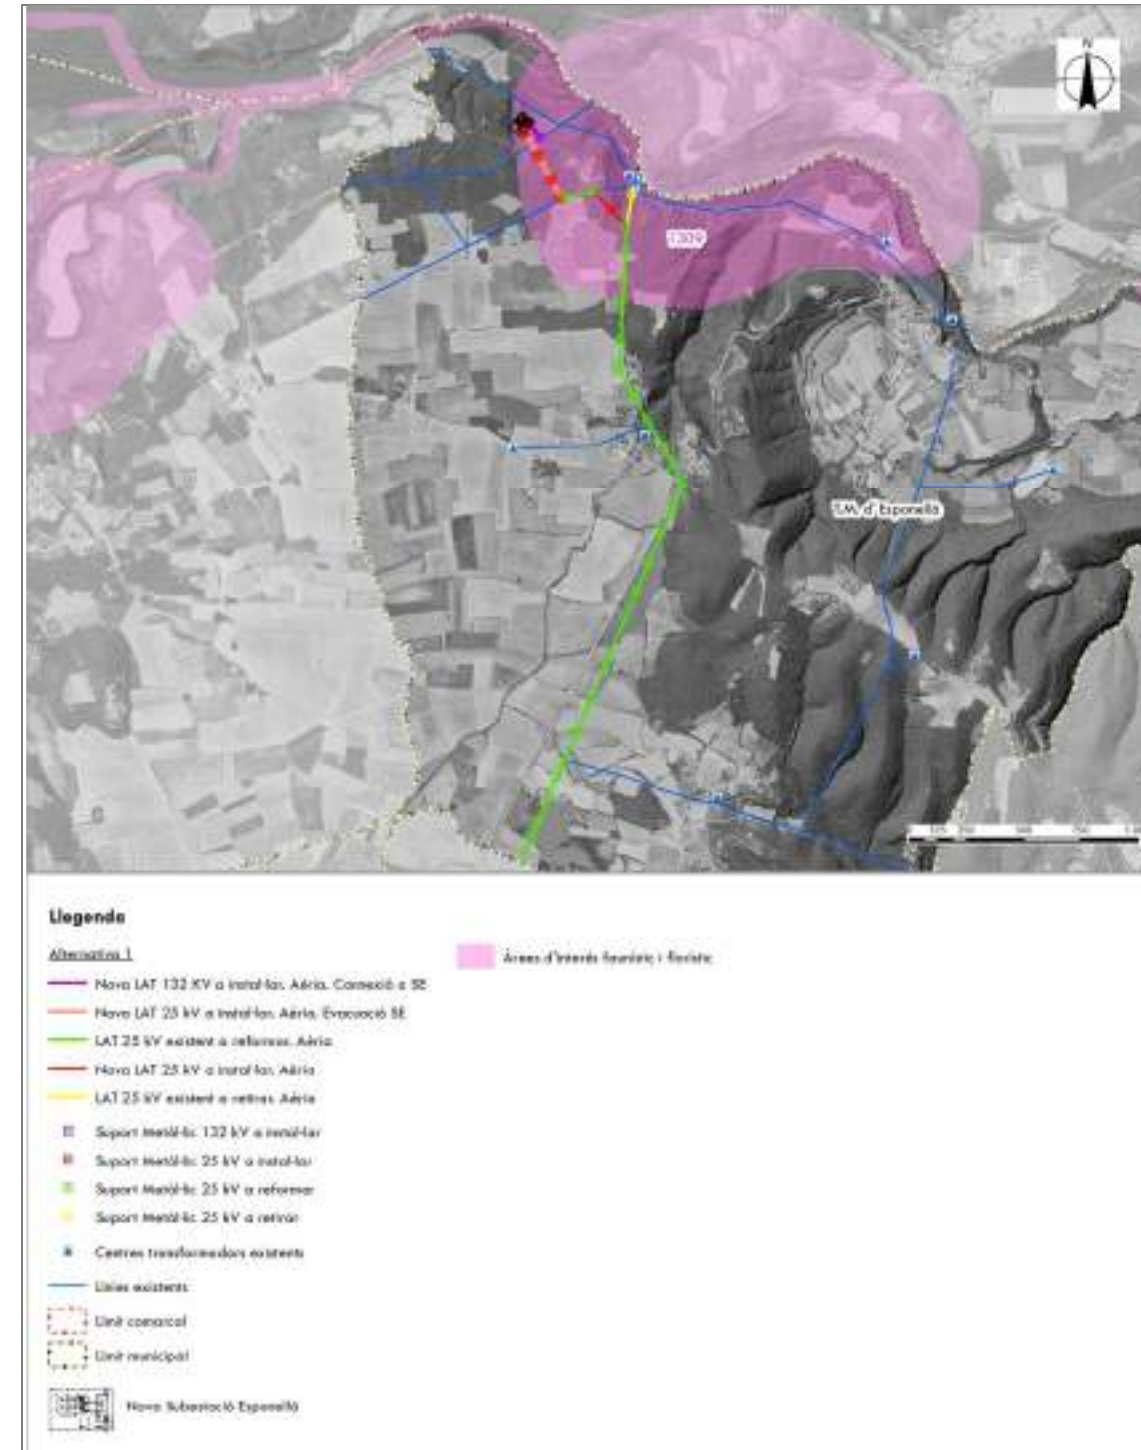 N
1309
T.M. d'Esponellà
250
500
750
Llegenda
Alternativa 1
Nova LAT 132 KV a instal·lar. Aèria. Connexió a SE
Nova LAT 25 kV a instal·lar. Aèria. Evacuació SE
LAT 25 kV existent a reformar. Aèria
Nova LAT 25 kV a instal·lar. Aèria
LAT 25 kV existent a retirar. Aèria
Suport Metàl·lic 132 kV a instal·lar
Suport Metàl·lic 25 kV a instal·lar
Suport Metàl·lic 25 kV a reformar
Suport Metàl·lic 25 kV a retirar
Centres transformadors existents
Línies existents
Límit comarcal
Límit municipal
Nova Subestació Esponellà
Àrees d'interès faunístic i florístic